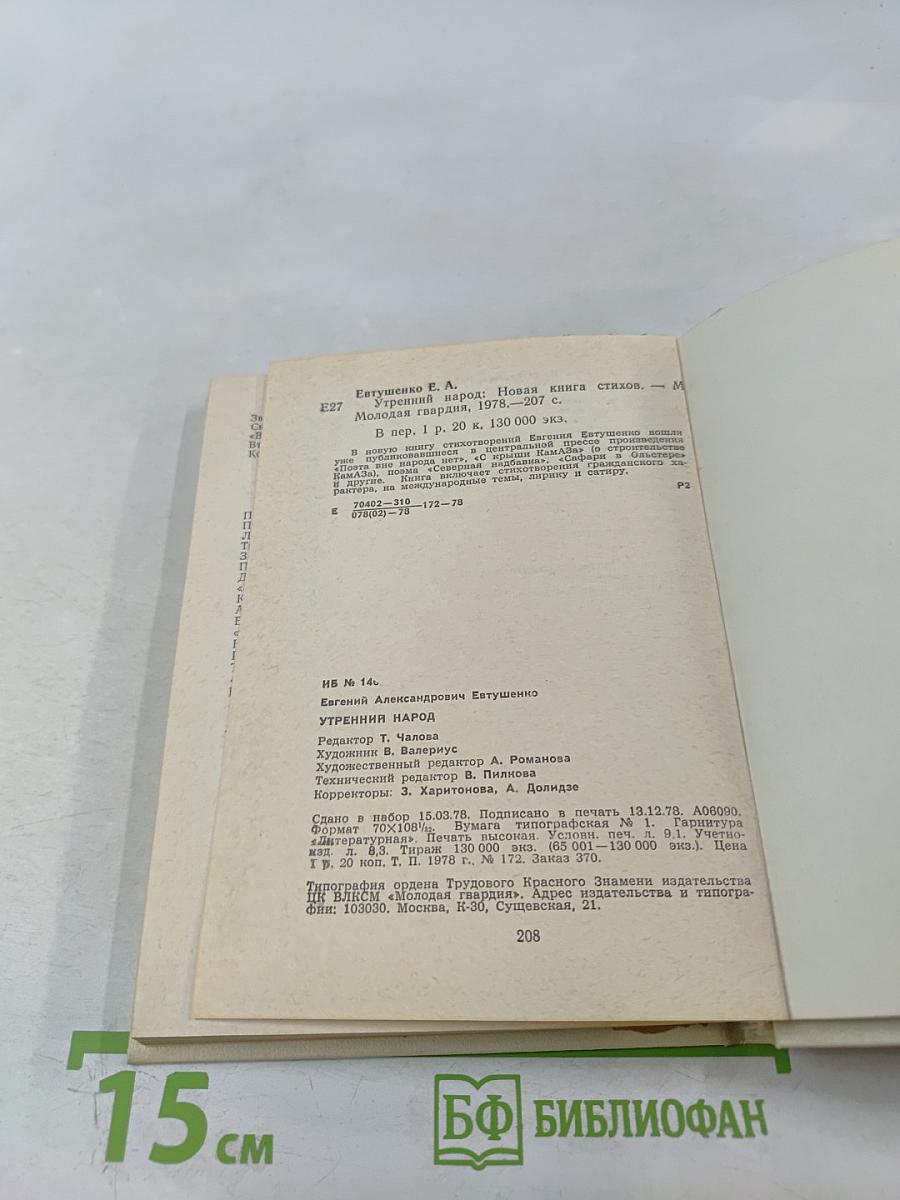 Евтушенко Е. А.
Е27 Утренний народ: Новая книга стихов. — М
Молодая гвардия, 1978.—207 с.
В пер. 1 р. 20 к. 130 000 экз.
В новую книгу стихотворений Евгения Евтушенко вошли
уже публиковавшиеся в центральной прессе произведения
«Поэта вне народа нет», «С крыши КамАЗа» (о строительстве
КамАЗа), поэма «Северная надбавка», «Сафари в Ольстере»
и другие. Книга включает стихотворения гражданского ха-
рактера, на международные темы, лирику и сатиру.
Е 70402—310
078(02)—78 —172—78
Р2
ИБ № 14
Евгений Александрович Евтушенко
УТРЕННИЙ НАРОД
Редактор Т. Чалова
Художник В. Валериус
Художественный редактор А. Романова
Технический редактор В. Пилкова
Корректоры: З. Харитонова, А. Долидзе
Сдано в набор 15.03.78. Подписано в печать 13.12.78. А06090.
Формат 70×108¹/₃₂. Бумага типографская № 1. Гарнитура
«Литературная». Печать высокая. Условн. печ. л. 9,1. Учетно-
изд. л. 8,3. Тираж 130 000 экз. (65 001—130 000 экз.). Цена
1 р. 20 коп. Т. П. 1978 г., № 172. Заказ 370.
Типография ордена Трудового Красного Знамени издательства
ЦК ВЛКСМ «Молодая гвардия». Адрес издательства и типогра-
фии: 103030. Москва, К-30, Сущевская, 21.
208
15 см
БФ БИБЛИОФАН